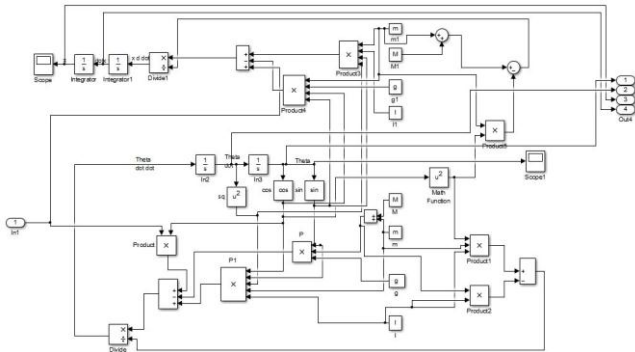 Scope
Integrator
Integrator1
x d dot
Divide1
Product3
Product4
m
m1
M
M1
g
g1
l
l1
Product5
1
2
3
4
Out4
Theta
dot dot
In2
Theta
dot
In3
Theta
Scope1
sq
u²
cos
cos
sin
sin
u²
Math
Function
In1
1
Product
P
P1
M
M
m
m
g
g
l
l
Product1
Product2
Divide